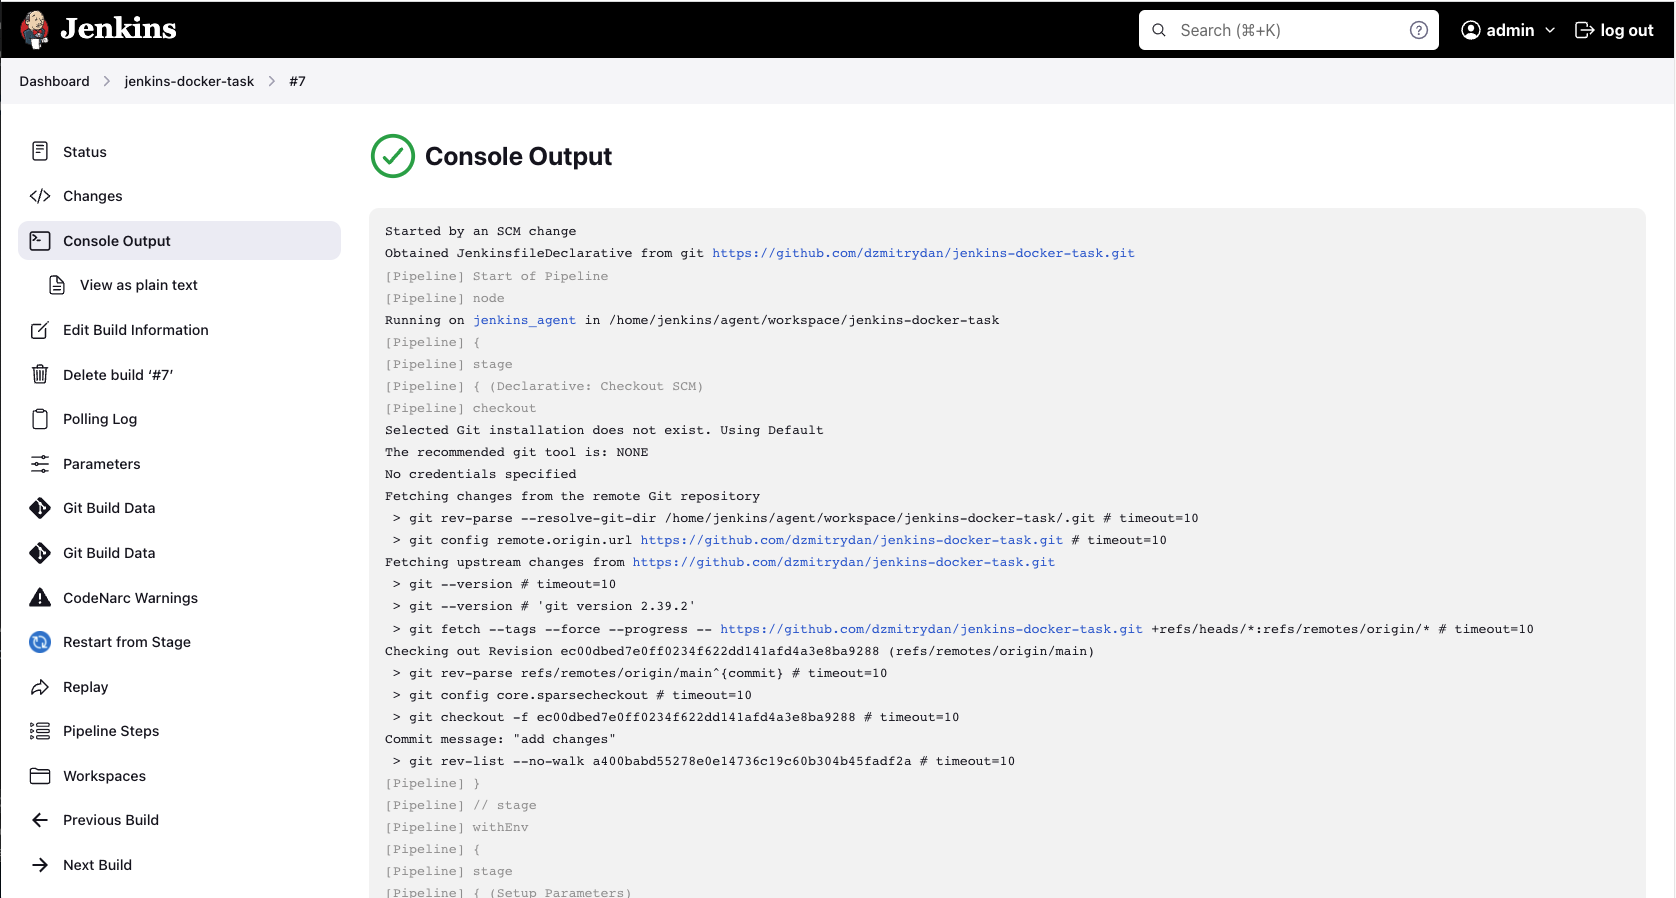 Jenkins
Search (⌘+K)
admin
log out
Dashboard
jenkins-docker-task
#7
Status
Changes
Console Output
View as plain text
Edit Build Information
Delete build ‘#7’
Polling Log
Parameters
Git Build Data
Git Build Data
CodeNarc Warnings
Restart from Stage
Replay
Pipeline Steps
Workspaces
Previous Build
Next Build
Console Output
Started by an SCM change
Obtained JenkinsfileDeclarative from git https://github.com/dzmitrydan/jenkins-docker-task.git
[Pipeline] Start of Pipeline
[Pipeline] node
Running on jenkins_agent in /home/jenkins/agent/workspace/jenkins-docker-task
[Pipeline] {
[Pipeline] stage
[Pipeline] { (Declarative: Checkout SCM)
[Pipeline] checkout
Selected Git installation does not exist. Using Default
The recommended git tool is: NONE
No credentials specified
Fetching changes from the remote Git repository
> git rev-parse --resolve-git-dir /home/jenkins/agent/workspace/jenkins-docker-task/.git # timeout=10
> git config remote.origin.url https://github.com/dzmitrydan/jenkins-docker-task.git # timeout=10
Fetching upstream changes from https://github.com/dzmitrydan/jenkins-docker-task.git
> git --version # timeout=10
> git --version # 'git version 2.39.2'
> git fetch --tags --force --progress -- https://github.com/dzmitrydan/jenkins-docker-task.git +refs/heads/*:refs/remotes/origin/* # timeout=10
Checking out Revision ec00dbed7e0ff0234f622dd141afd4a3e8ba9288 (refs/remotes/origin/main)
> git rev-parse refs/remotes/origin/main^{commit} # timeout=10
> git config core.sparsecheckout # timeout=10
> git checkout -f ec00dbed7e0ff0234f622dd141afd4a3e8ba9288 # timeout=10
Commit message: "add changes"
> git rev-list --no-walk a400babd55278e0e14736c19c60b304b45fadf2a # timeout=10
[Pipeline] }
[Pipeline] // stage
[Pipeline] withEnv
[Pipeline] {
[Pipeline] stage
[Pipeline] { (Setup Parameters)